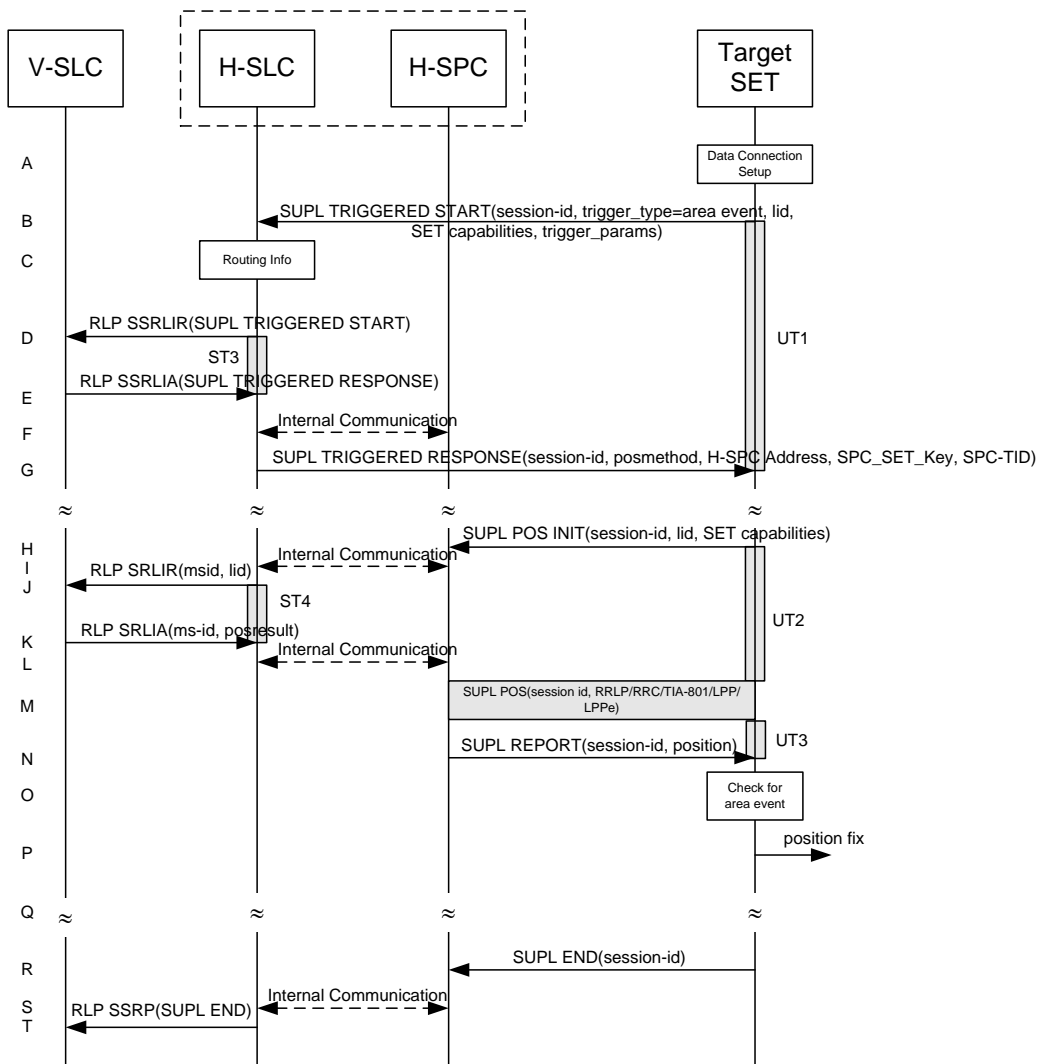 V-SLC
H-SLC
H-SPC
Target
SET
A
Data Connection
Setup
B
SUPL TRIGGERED START(session-id, trigger_type=area event, lid,
SET capabilities, trigger_params)
C
Routing Info
D
RLP SSRLIR(SUPL TRIGGERED START)
UT1
ST3
E
RLP SSRLIA(SUPL TRIGGERED RESPONSE)
F
Internal Communication
G
SUPL TRIGGERED RESPONSE(session-id, posmethod, H-SPC Address, SPC_SET_Key, SPC-TID)
≈ ≈ ≈ ≈
H
SUPL POS INIT(session-id, lid, SET capabilities)
I
Internal Communication
J
RLP SRLIR(msid, lid)
ST4
UT2
K
RLP SRLIA(ms-id, posresult)
L
Internal Communication
M
SUPL POS(session id, RRLP/RRC/TIA-801/LPP/
LPPe)
UT3
N
SUPL REPORT(session-id, position)
O
Check for
area event
P
position fix
Q
≈ ≈ ≈ ≈
R
SUPL END(session-id)
S
Internal Communication
T
RLP SSRP(SUPL END)